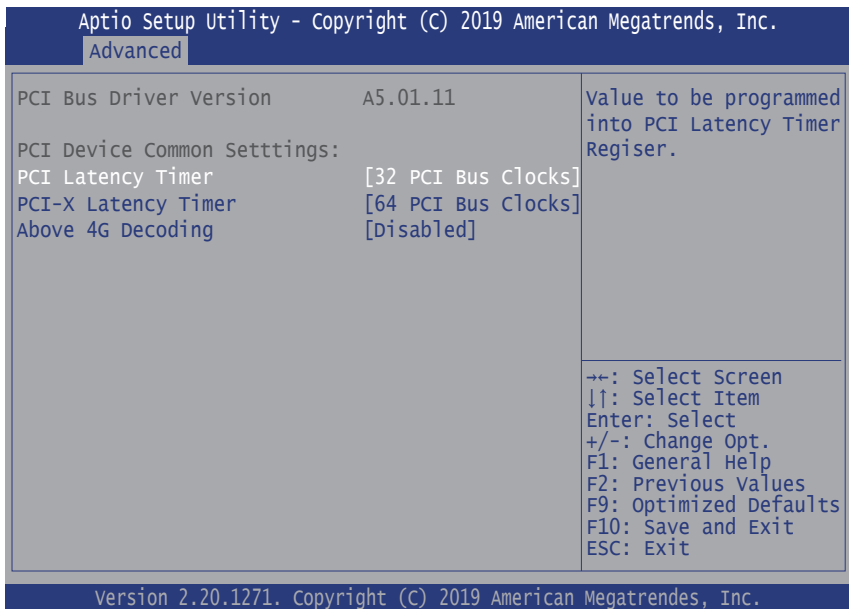 Aptio Setup Utility - Copyright (C) 2019 American Megatrends, Inc.
Advanced
PCI Bus Driver Version A5.01.11
PCI Device Common Setttings:
PCI Latency Timer [32 PCI Bus Clocks]
PCI-X Latency Timer [64 PCI Bus Clocks]
Above 4G Decoding [Disabled]
Value to be programmed
into PCI Latency Timer
Regiser.
→←: Select Screen
↓↑: Select Item
Enter: Select
+/-: Change Opt.
F1: General Help
F2: Previous Values
F9: Optimized Defaults
F10: Save and Exit
ESC: Exit
Version 2.20.1271. Copyright (C) 2019 American Megatrendes, Inc.